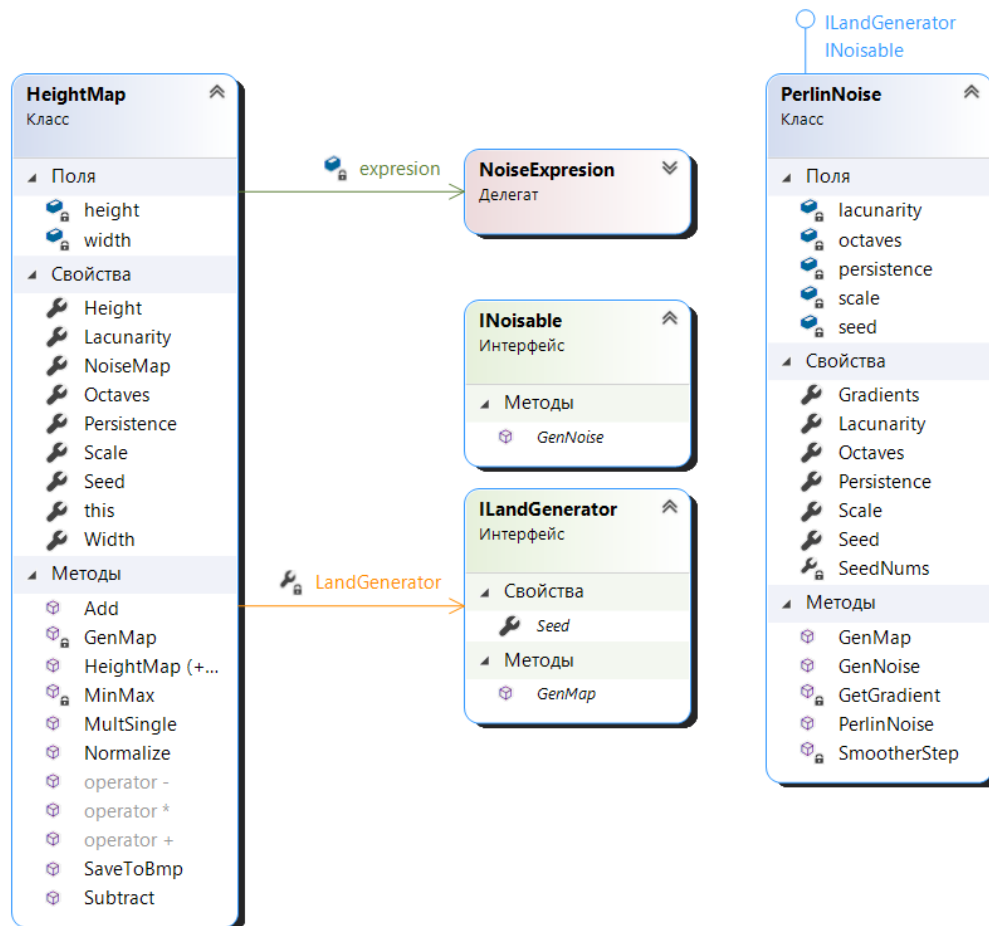 HeightMap
Класс
Поля
height
width
Свойства
Height
Lacunarity
NoiseMap
Octaves
Persistence
Scale
Seed
this
Width
Методы
Add
GenMap
HeightMap (+...
MinMax
MultSingle
Normalize
operator -
operator *
operator +
SaveToBmp
Subtract
expresion
NoiseExpresion
Делегат
INoisable
Интерфейс
Методы
GenNoise
LandGenerator
ILandGenerator
Интерфейс
Свойства
Seed
Методы
GenMap
ILandGenerator
INoisable
PerlinNoise
Класс
Поля
lacunarity
octaves
persistence
scale
seed
Свойства
Gradients
Lacunarity
Octaves
Persistence
Scale
Seed
SeedNums
Методы
GenMap
GenNoise
GetGradient
PerlinNoise
SmootherStep